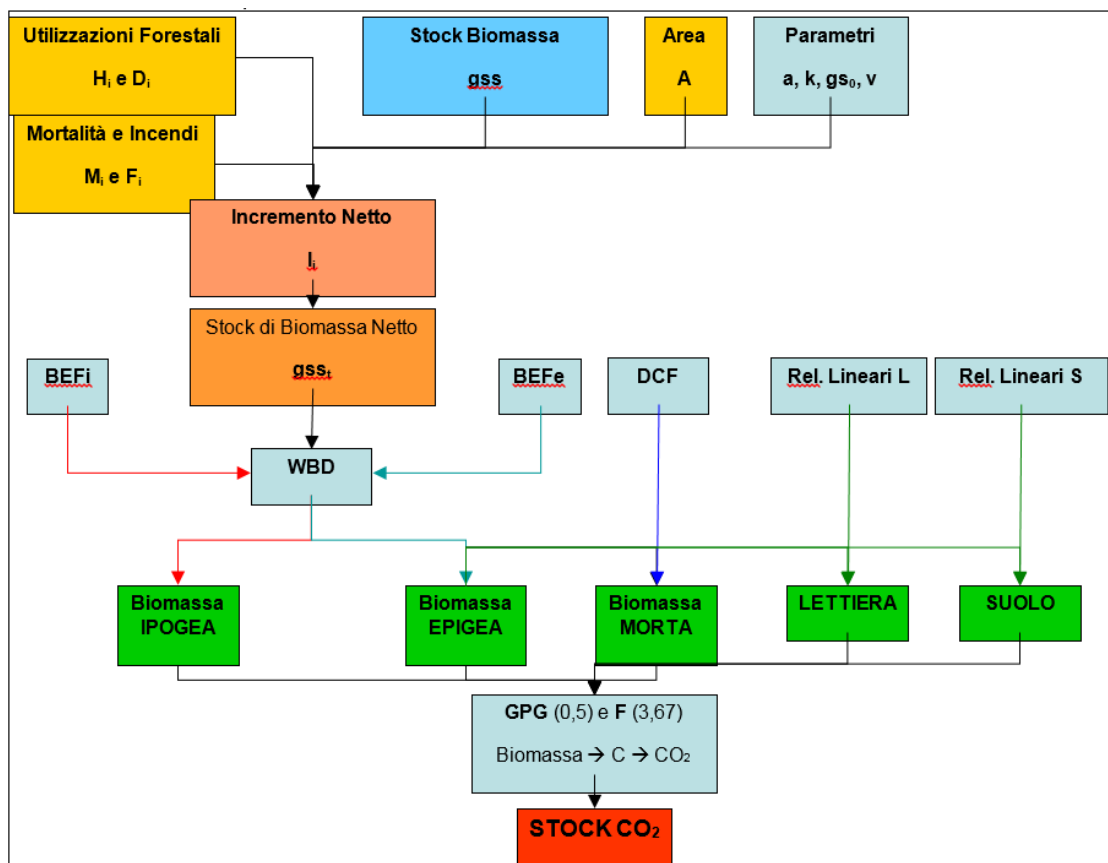 Utilizzazioni Forestali
Hᵢ e Dᵢ
Stock Biomassa
gss
Area
A
Parametri
a, k, gs₀, v
Mortalità e Incendi
Mᵢ e Fᵢ
Incremento Netto
Iᵢ
Stock di Biomassa Netto
gssₜ
BEFi
BEFe
DCF
Rel. Lineari L
Rel. Lineari S
WBD
Biomassa
IPOGEA
Biomassa
EPIGEA
Biomassa
MORTA
LETTIERA
SUOLO
GPG (0,5) e F (3,67)
Biomassa → C → CO₂
STOCK CO₂